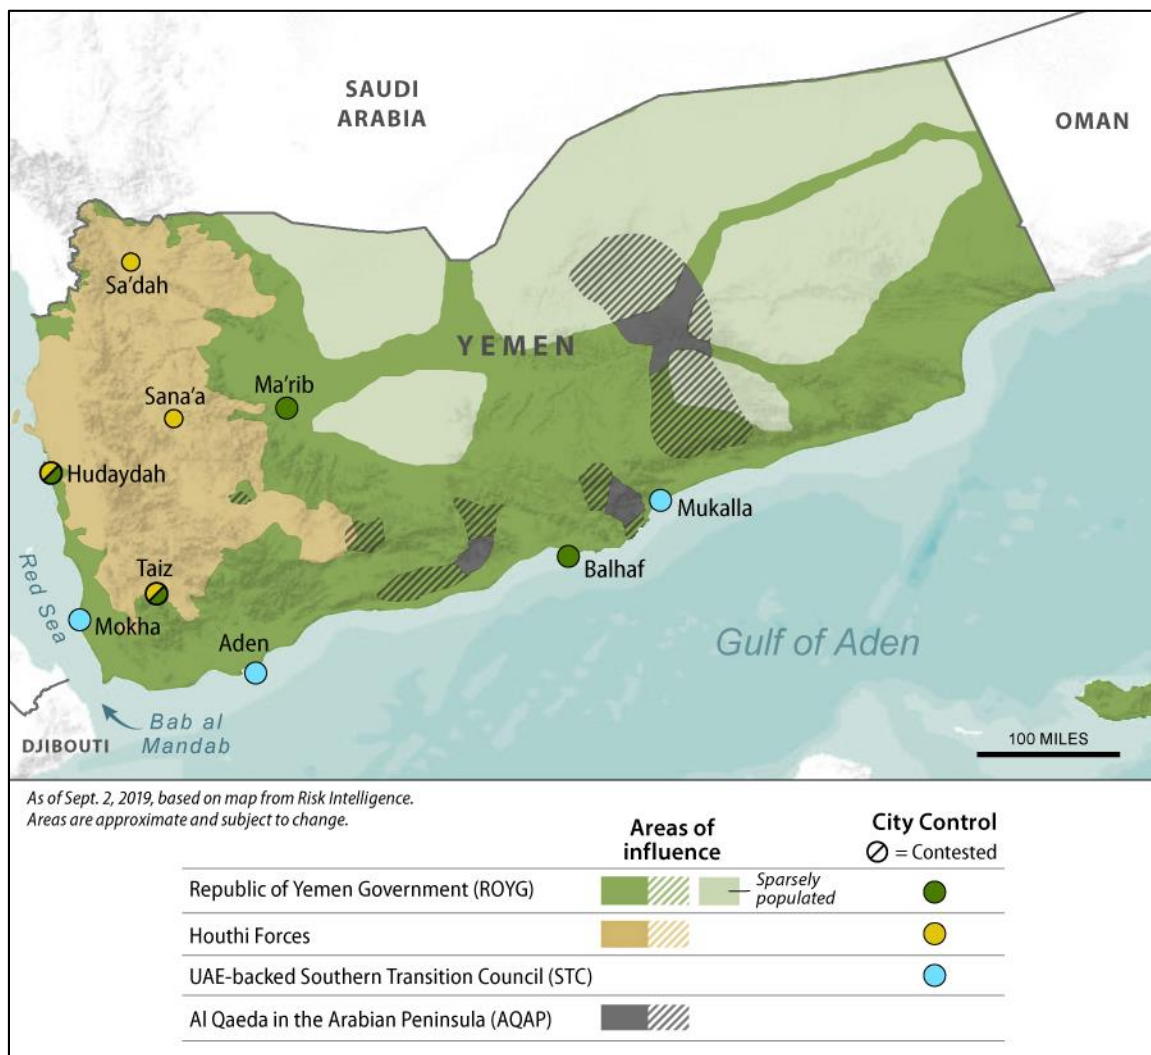 SAUDI
ARABIA
OMAN
Sa'dah
YEMEN
Ma'rib
Sana'a
Hudaydah
Mukalla
Balhaf
Taiz
Red Sea
Mokha
Aden
Gulf of Aden
Bab al
Mandab
DJIBOUTI
100 MILES
As of Sept. 2, 2019, based on map from Risk Intelligence.
Areas are approximate and subject to change.
Areas of
influence
City Control
= Contested
Republic of Yemen Government (ROYG)
Sparsely
populated
Houthi Forces
UAE-backed Southern Transition Council (STC)
Al Qaeda in the Arabian Peninsula (AQAP)